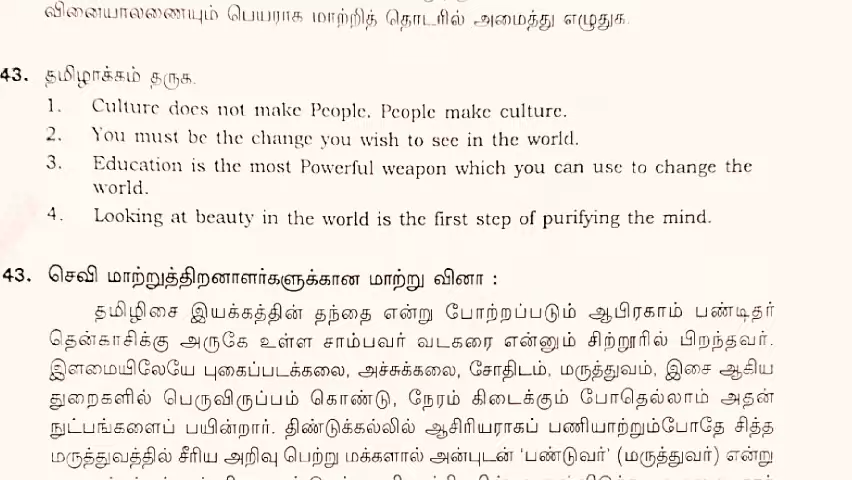 வினையாலணையும் பெயராக மாற்றித் தொடரில் அமைத்து எழுதுக.
43. தமிழாக்கம் தருக.
1. Culture does not make People. People make culture.
2. You must be the change you wish to see in the world.
3. Education is the most Powerful weapon which you can use to change the
world.
4. Looking at beauty in the world is the first step of purifying the mind.
43. செவி மாற்றுத்திறனாளர்களுக்கான மாற்று வினா :
தமிழிசை இயக்கத்தின் தந்தை என்று போற்றப்படும் ஆபிரகாம் பண்டிதர்
தென்காசிக்கு அருகே உள்ள சாம்பவர் வடகரை என்னும் சிற்றூரில் பிறந்தவர்.
இளமையிலேயே புகைப்படக்கலை, அச்சுக்கலை, சோதிடம், மருத்துவம், இசை ஆகிய
துறைகளில் பெருவிருப்பம் கொண்டு, நேரம் கிடைக்கும் போதெல்லாம் அதன்
நுட்பங்களைப் பயின்றார். திண்டுக்கல்லில் ஆசிரியராகப் பணியாற்றும்போதே சித்த
மருத்துவத்தில் சீரிய அறிவு பெற்று மக்களால் அன்புடன் ‘பண்டுவர்’ (மருத்துவர்) என்று